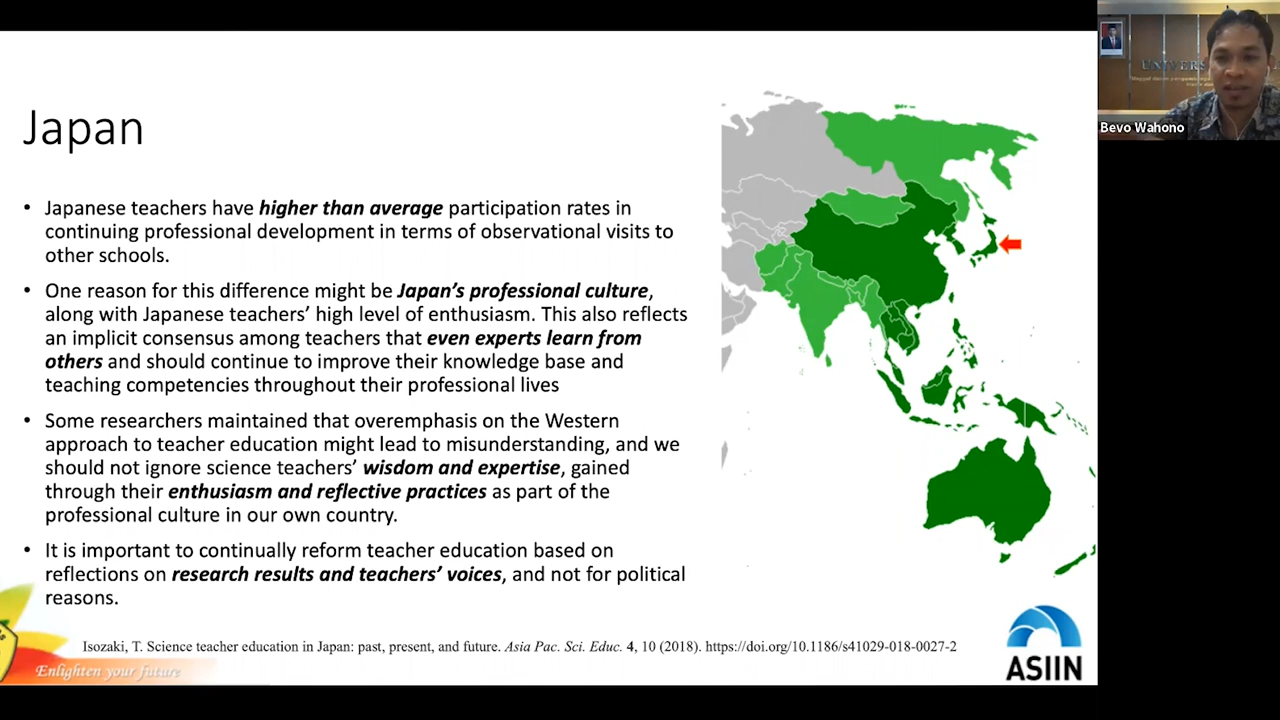 Japan
• Japanese teachers have higher than average participation rates in
continuing professional development in terms of observational visits to
other schools.
• One reason for this difference might be Japan's professional culture,
along with Japanese teachers' high level of enthusiasm. This also reflects
an implicit consensus among teachers that even experts learn from
others and should continue to improve their knowledge base and
teaching competencies throughout their professional lives
• Some researchers maintained that overemphasis on the Western
approach to teacher education might lead to misunderstanding, and we
should not ignore science teachers' wisdom and expertise, gained
through their enthusiasm and reflective practices as part of the
professional culture in our own country.
• It is important to continually reform teacher education based on
reflections on research results and teachers' voices, and not for political
reasons.
Isozaki, T. Science teacher education in Japan: past, present, and future. Asia Pac. Sci. Educ. 4, 10 (2018). https://doi.org/10.1186/s41029-018-0027-2
Enlighten your future
ASIIN
UNIVERS
Bevo Wahono